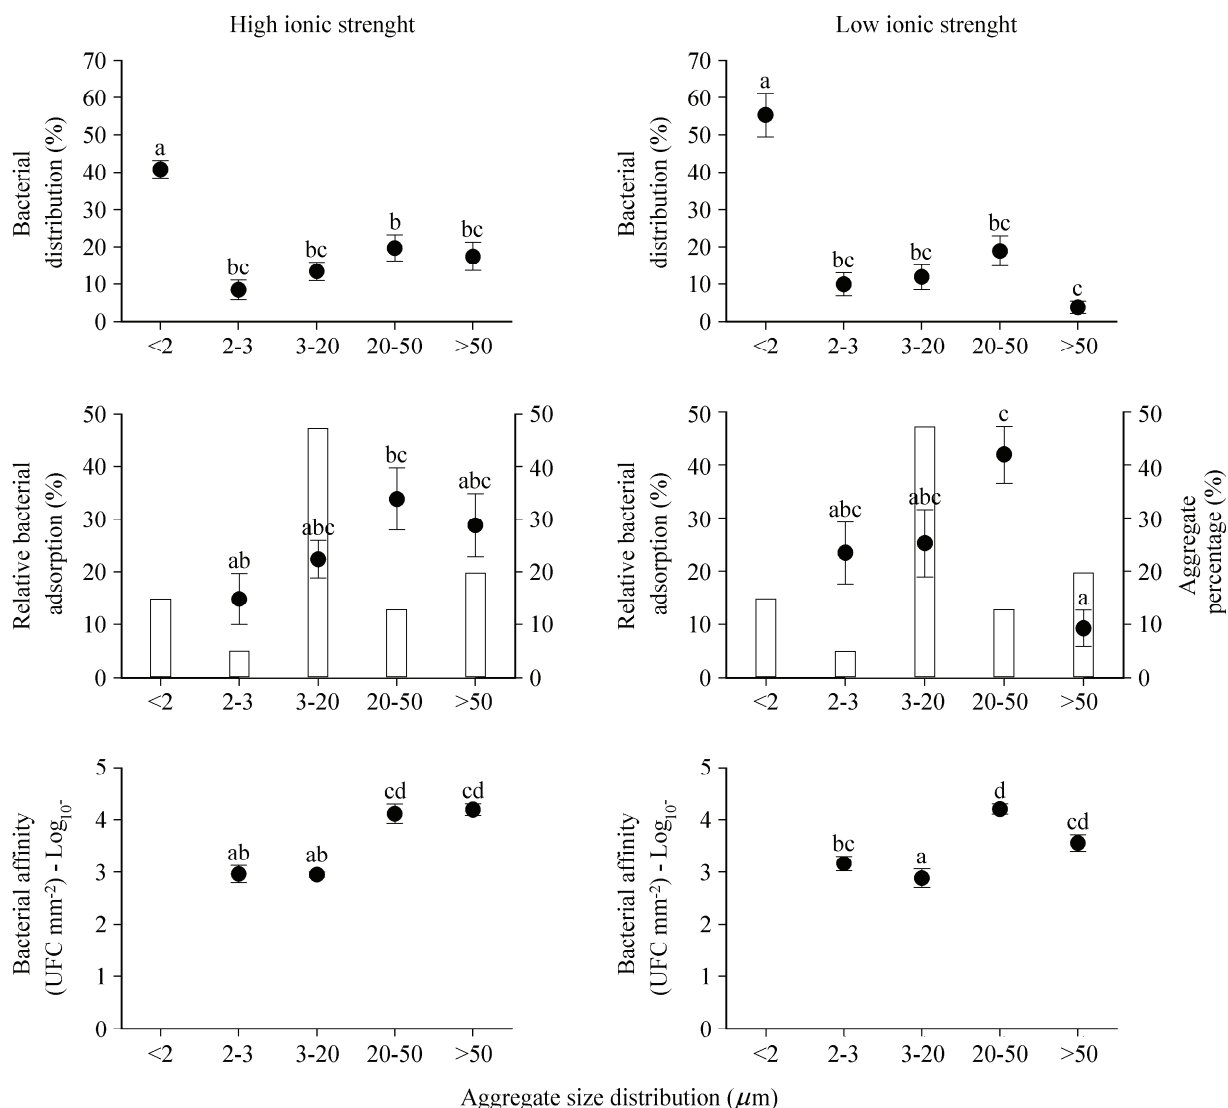 High ionic strenght
Low ionic strenght
Bacterial
distribution (%)
70
60
50
40
30
20
10
0
a
bc
bc
b
bc
<2 2-3 3-20 20-50 >50
Bacterial
distribution (%)
70
60
50
40
30
20
10
0
a
bc
bc
bc
c
<2 2-3 3-20 20-50 >50
Relative bacterial
adsorption (%)
50
40
30
20
10
0
ab
abc
bc
abc
50
40
30
20
10
0
<2 2-3 3-20 20-50 >50
Relative bacterial
adsorption (%)
50
40
30
20
10
0
abc
abc
c
a
50
40
30
20
10
0
Aggregate
percentage (%)
<2 2-3 3-20 20-50 >50
Bacterial affinity
(UFC mm-2) - Log10-
5
4
3
2
1
0
ab
ab
cd
cd
<2 2-3 3-20 20-50 >50
Bacterial affinity
(UFC mm-2) - Log10-
5
4
3
2
1
0
bc
a
d
cd
<2 2-3 3-20 20-50 >50
Aggregate size distribution (μm)